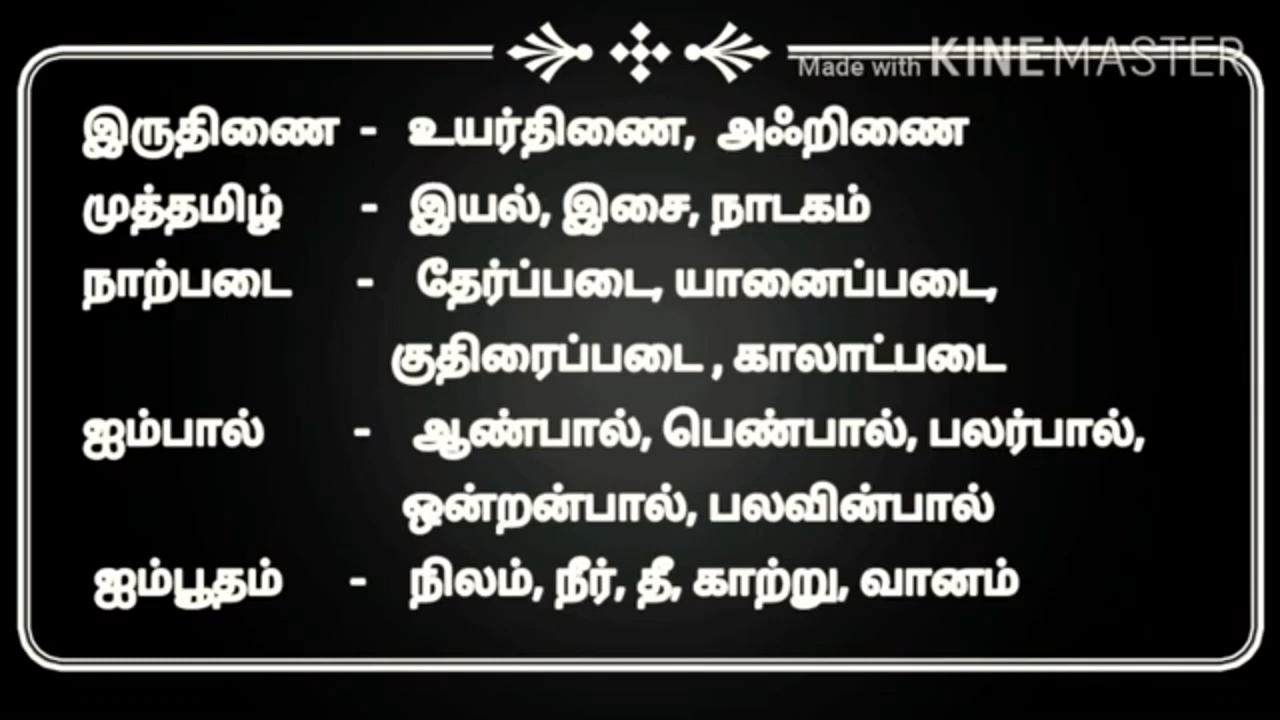 Made with KINEMASTER
இருதிணை - உயர்திணை, அஃறிணை
முத்தமிழ் - இயல், இசை, நாடகம்
நாற்படை - தேர்ப்படை, யானைப்படை,
குதிரைப்படை , காலாட்படை
ஐம்பால் - ஆண்பால், பெண்பால், பலர்பால்,
ஒன்றன்பால், பலவின்பால்
ஐம்பூதம் - நிலம், நீர், தீ, காற்று, வானம்